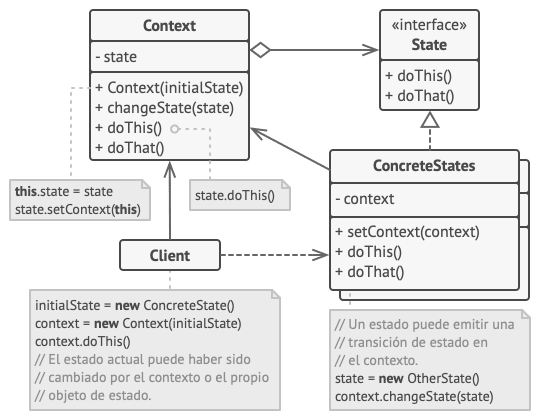 Context
- state
+ Context(initialState)
+ changeState(state)
+ doThis()
+ doThat()
«interface»
State
+ doThis()
+ doThat()
this.state = state
state.setContext(this)
state.doThis()
ConcreteStates
- context
+ setContext(context)
+ doThis()
+ doThat()
Client
initialState = new ConcreteState()
context = new Context(initialState)
context.doThis()
// El estado actual puede haber sido
// cambiado por el contexto o el propio
// objeto de estado.
// Un estado puede emitir una
// transición de estado en
// el contexto.
state = new OtherState()
context.changeState(state)